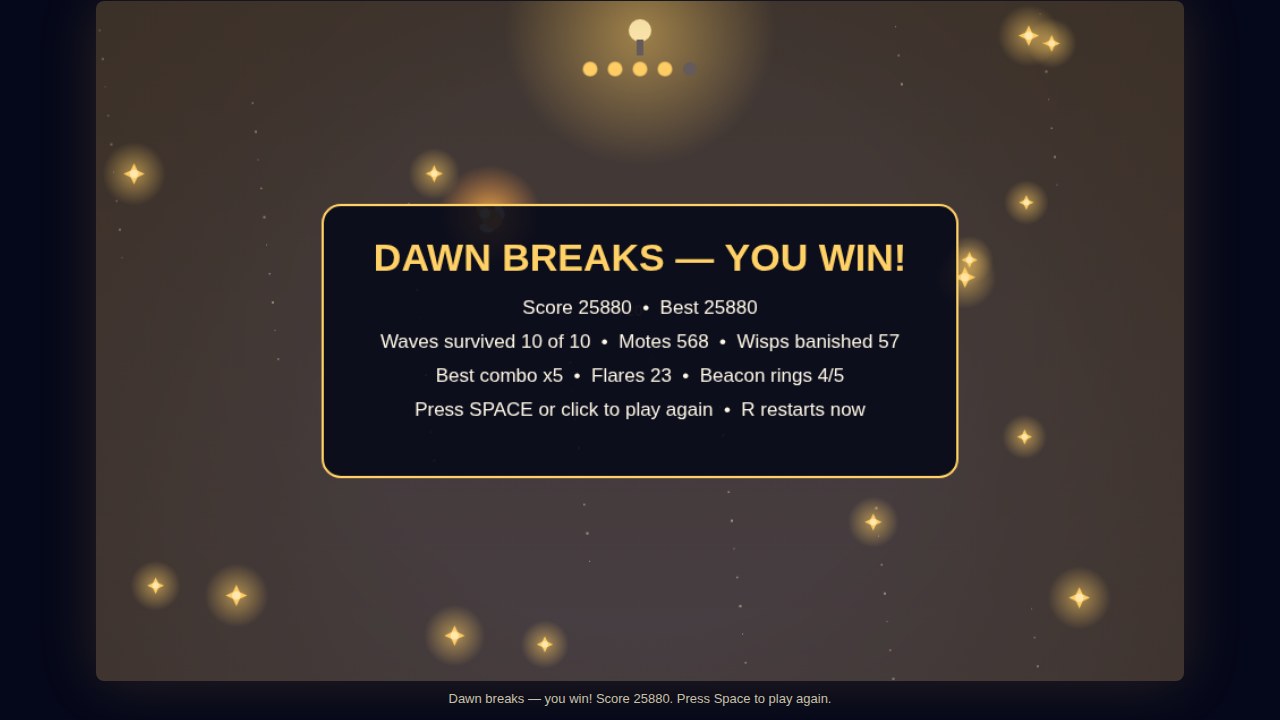 DAWN BREAKS — YOU WIN!
Score 25880 • Best 25880
Waves survived 10 of 10 • Motes 568 • Wisps banished 57
Best combo x5 • Flares 23 • Beacon rings 4/5
Press SPACE or click to play again • R restarts now
Dawn breaks — you win! Score 25880. Press Space to play again.